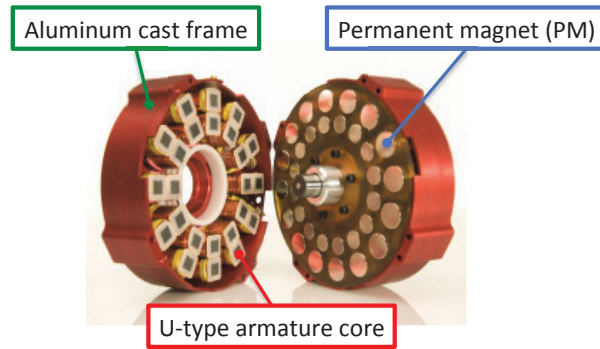 Aluminum cast frame
Permanent magnet (PM)
U-type armature core